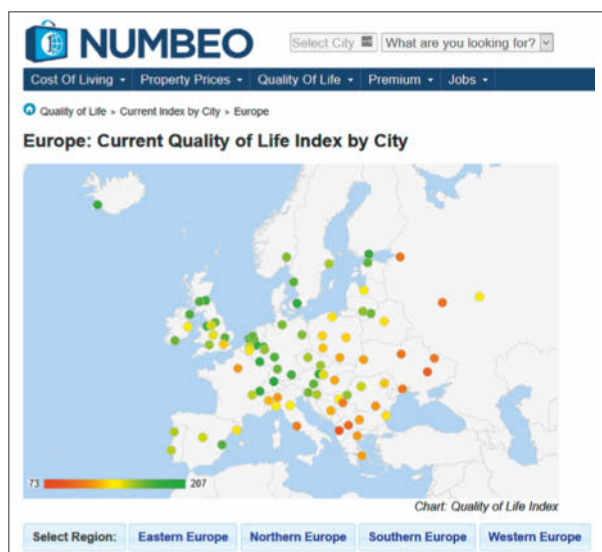 NUMBEO
Select City What are you looking for?
Cost Of Living Property Prices Quality Of Life Premium Jobs
Quality of Life > Current Index by City > Europe
Europe: Current Quality of Life Index by City
73 207
Chart: Quality of Life Index
Select Region: Eastern Europe Northern Europe Southern Europe Western Europe